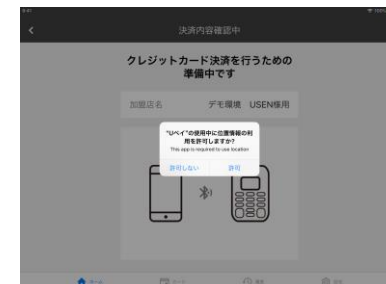 決済内容確認中
クレジットカード決済を行うための
準備中です
加盟店名 デモ環境 USEN様用
"Uペイ"の使用中に位置情報の利
用を許可しますか?
This app is required to use location
許可しない 許可
ホーム